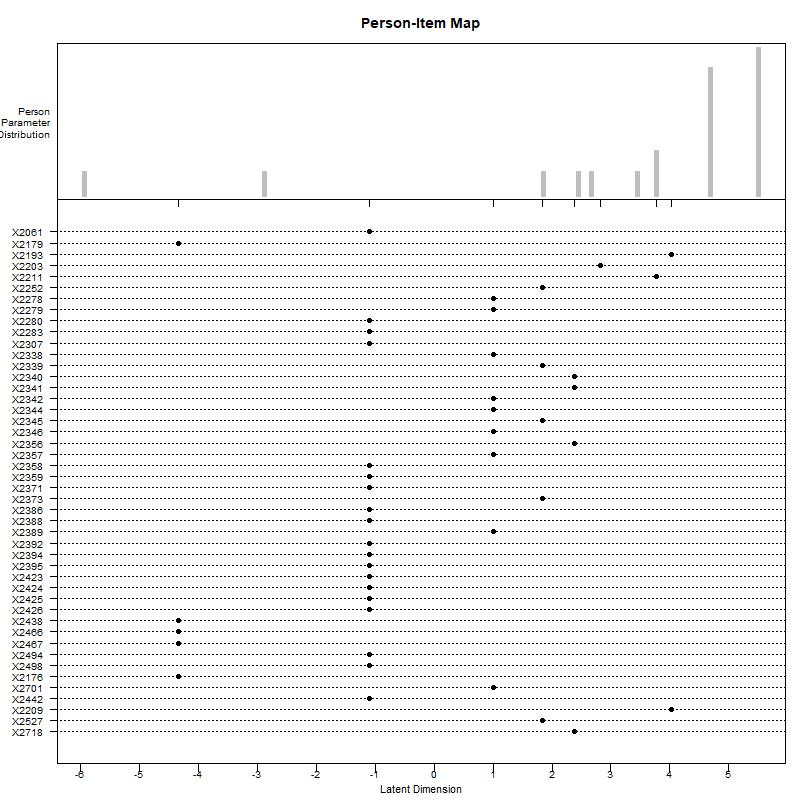 Person-Item Map
Person
Parameter
Distribution
X2061
X2179
X2193
X2203
X2211
X2252
X2278
X2279
X2280
X2283
X2307
X2338
X2339
X2340
X2341
X2342
X2344
X2345
X2346
X2356
X2357
X2358
X2359
X2371
X2373
X2386
X2388
X2389
X2392
X2394
X2395
X2423
X2424
X2425
X2426
X2438
X2466
X2467
X2494
X2498
X2176
X2701
X2442
X2209
X2527
X2718
-6 -5 -4 -3 -2 -1 0 1 2 3 4 5
Latent Dimension